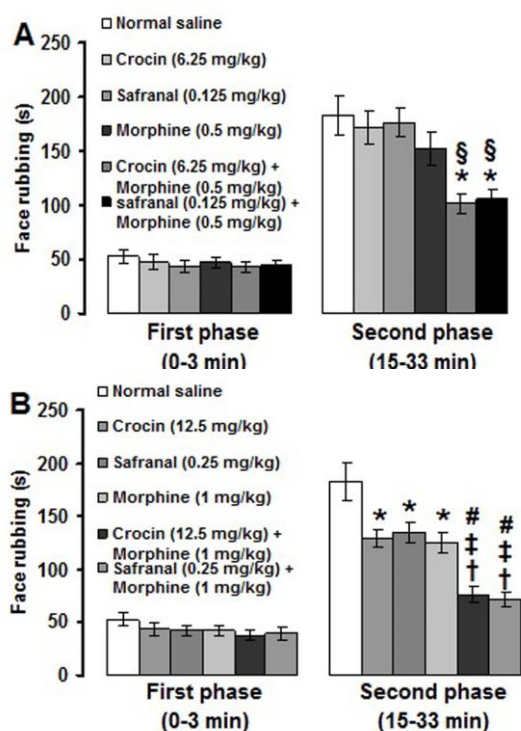 A
Normal saline
Crocin (6.25 mg/kg)
Safranal (0.125 mg/kg)
Morphine (0.5 mg/kg)
Crocin (6.25 mg/kg) +
Morphine (0.5 mg/kg)
safranal (0.125 mg/kg) +
Morphine (0.5 mg/kg)
Face rubbing (s)
250
200
150
100
50
0
§ §
* *
First phase
(0-3 min)
Second phase
(15-33 min)
B
Normal saline
Crocin (12.5 mg/kg)
Safranal (0.25 mg/kg)
Morphine (1 mg/kg)
Crocin (12.5 mg/kg) +
Morphine (1 mg/kg)
Safranal (0.25 mg/kg) +
Morphine (1 mg/kg)
Face rubbing (s)
250
200
150
100
50
0
* * *
# #
‡ ‡
† †
First phase
(0-3 min)
Second phase
(15-33 min)